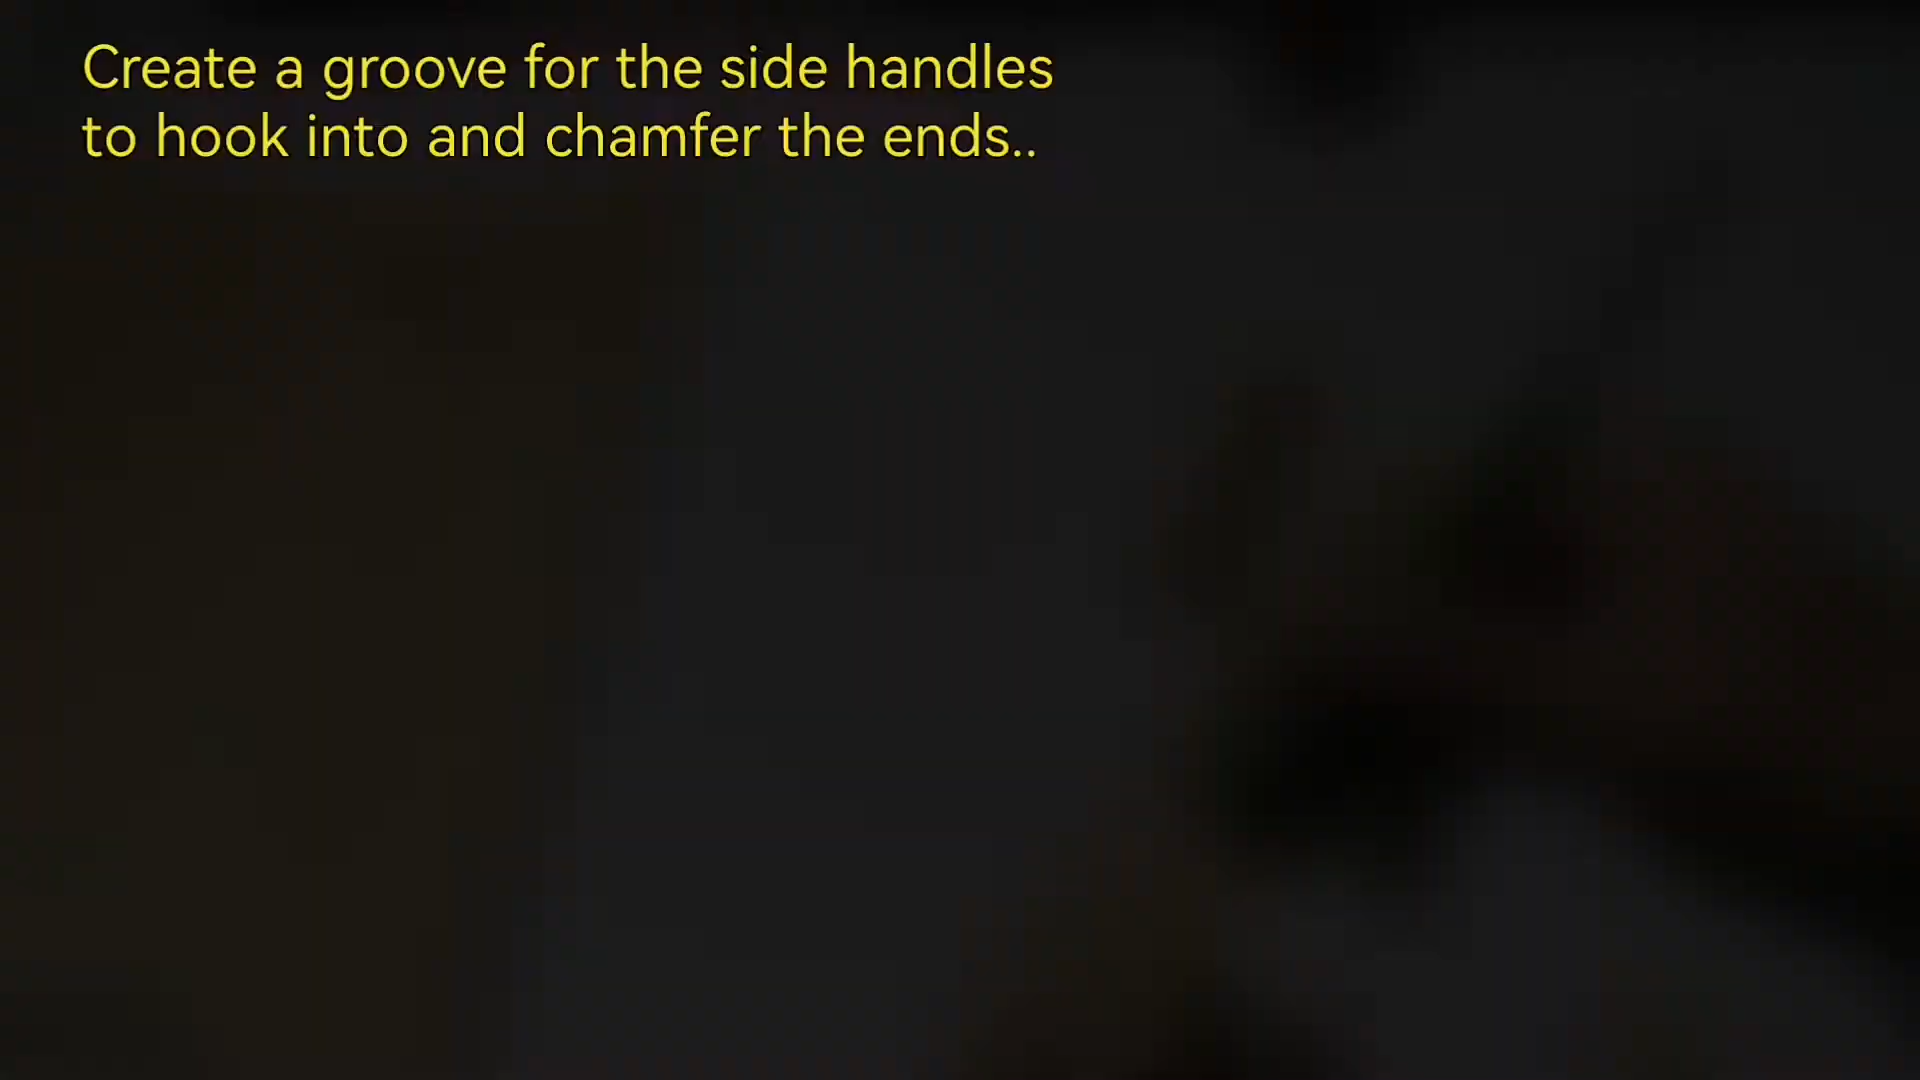 Create a groove for the side handles
to hook into and chamfer the ends..